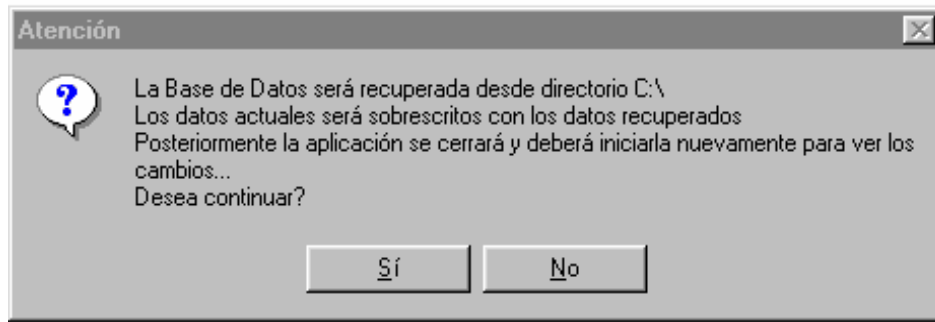 Atención
La Base de Datos será recuperada desde directorio C:\
Los datos actuales será sobrescritos con los datos recuperados
Posteriormente la aplicación se cerrará y deberá iniciarla nuevamente para ver los
cambios...
Desea continuar?
Sí No